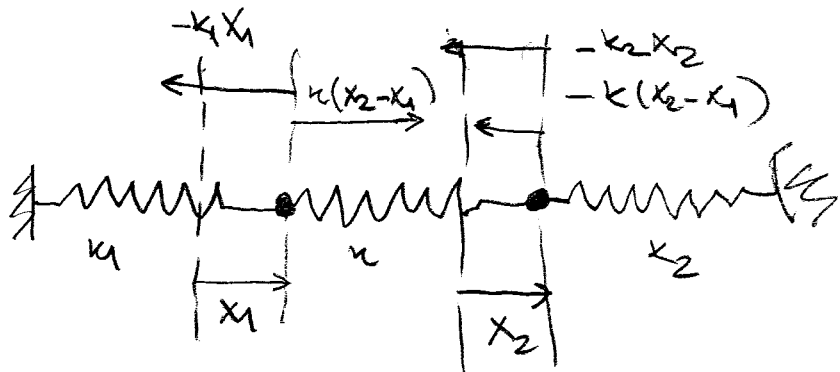 -k₁x₁
k(x₂-x₁)
-k₂x₂
-k(x₂-x₁)
k₁
k
k₂
x₁
x₂